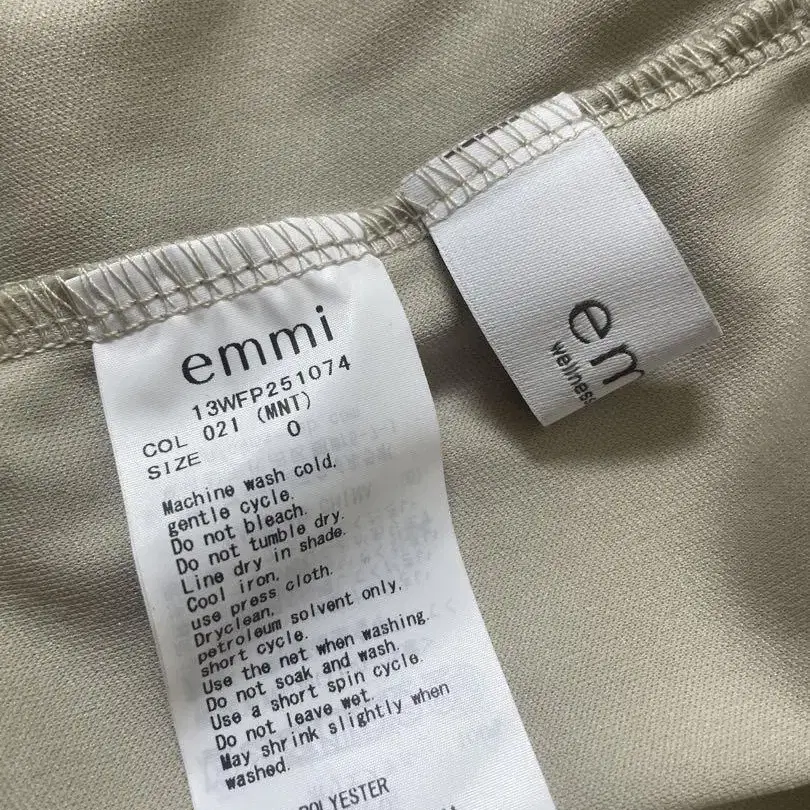 emmi
13WFP251074
COL 021 (MNT)
SIZE 0
Machine wash cold,
gentle cycle.
Do not bleach.
Do not tumble dry.
Line dry in shade.
Cool iron,
use press cloth.
Dryclean,
petroleum solvent only,
short cycle.
Use the net when washing.
Do not soak and wash.
Use a short spin cycle.
Do not leave wet.
May shrink slightly when
washed.
POLYESTER
em
wellness